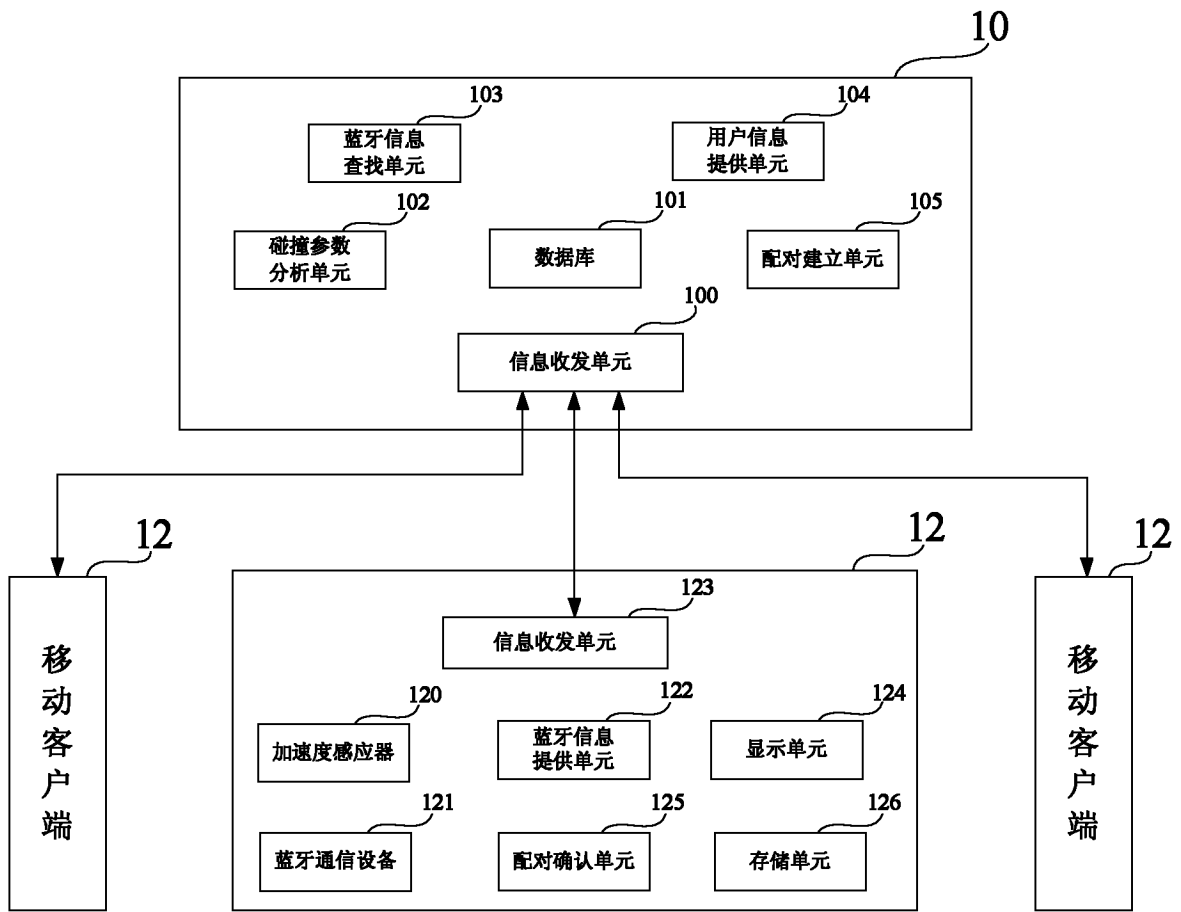 10
103
蓝牙信息
查找单元
104
用户信息
提供单元
102
碰撞参数
分析单元
101
数据库
105
配对建立单元
100
信息收发单元
12
移动客户端
12
123
信息收发单元
120
加速度感应器
122
蓝牙信息
提供单元
124
显示单元
121
蓝牙通信设备
125
配对确认单元
126
存储单元
12
移动客户端